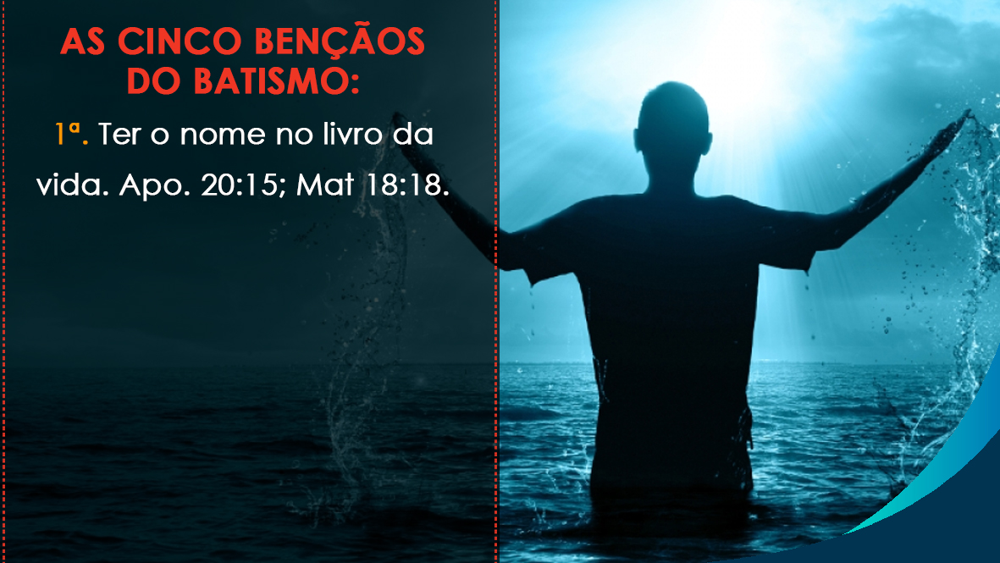 AS CINCO BENÇÃOS
DO BATISMO:
1ª. Ter o nome no livro da
vida. Apo. 20:15; Mat 18:18.